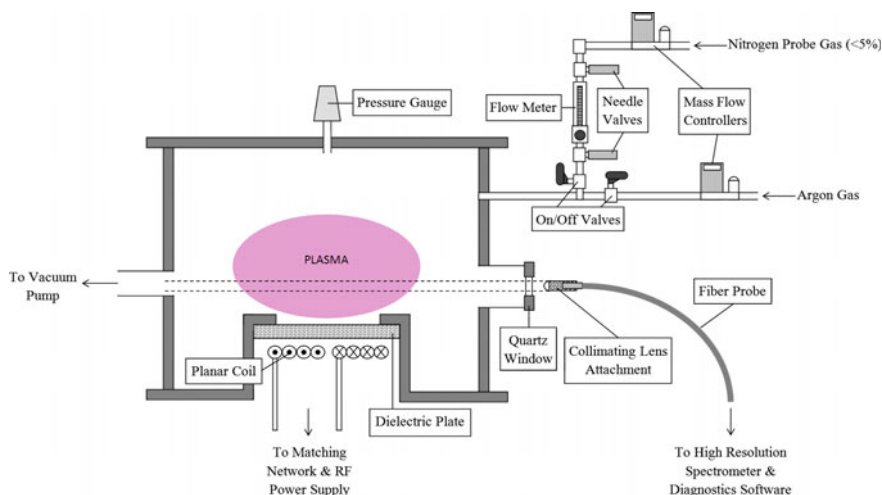 Nitrogen Probe Gas (<5%)
Pressure Gauge
Flow Meter
Needle
Valves
Mass Flow
Controllers
Argon Gas
On/Off Valves
PLASMA
To Vacuum
Pump
Fiber Probe
Quartz
Window
Collimating Lens
Attachment
Planar Coil
Dielectric Plate
To Matching
Network & RF
Power Supply
To High Resolution
Spectrometer &
Diagnostics Software